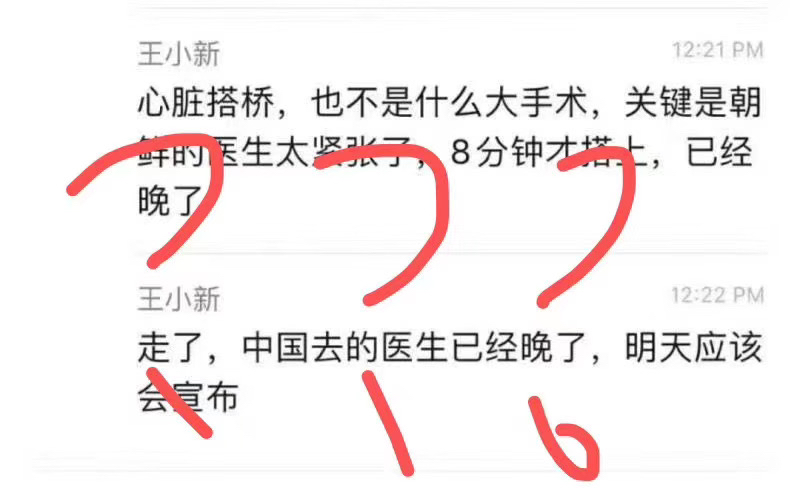 王小新 12:21 PM
心脏搭桥，也不是什么大手术，关键是朝
鲜的医生太紧张了，8分钟才搭上，已经
晚了
王小新 12:22 PM
走了，中国去的医生已经晚了，明天应该
会宣布